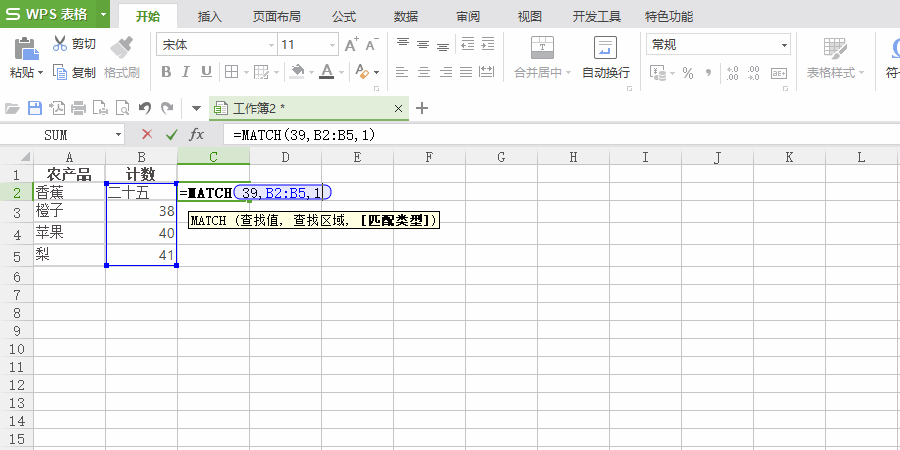 S WPS 表格 开始 插入 页面布局 公式 数据 审阅 视图 开发工具 特色功能
剪切 宋体 11 A+ A- 常规
粘贴 复制 格式刷 B I U A 合并居中 自动换行 % 表格样式 符
工作簿2 * × +
SUM fx =MATCH(39,B2:B5,1)
A B C D E F G H I J K L
1 农产品 计数
2 香蕉 二十五 =MATCH(39,B2:B5,1)
3 橙子 38
MATCH (查找值, 查找区域, [匹配类型])
4 苹果 40
5 梨 41
6
7
8
9
10
11
12
13
14
15